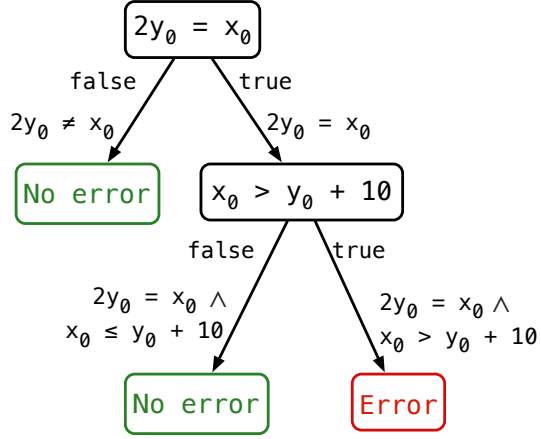 2y₀ = x₀
false
true
2y₀ ≠ x₀
2y₀ = x₀
No error
x₀ > y₀ + 10
false
true
2y₀ = x₀ ∧
x₀ ≤ y₀ + 10
2y₀ = x₀ ∧
x₀ > y₀ + 10
No error
Error